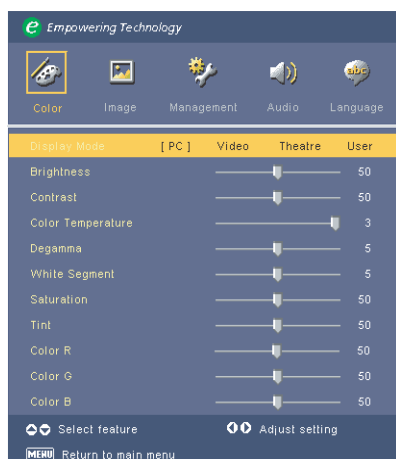 Empowering Technology
Color Image Management Audio Language
Display Mode [ PC ] Video Theatre User
Brightness 50
Contrast 50
Color Temperature 3
Degamma 5
White Segment 5
Saturation 50
Tint 50
Color R 50
Color G 50
Color B 50
Select feature Adjust setting
MENU Return to main menu